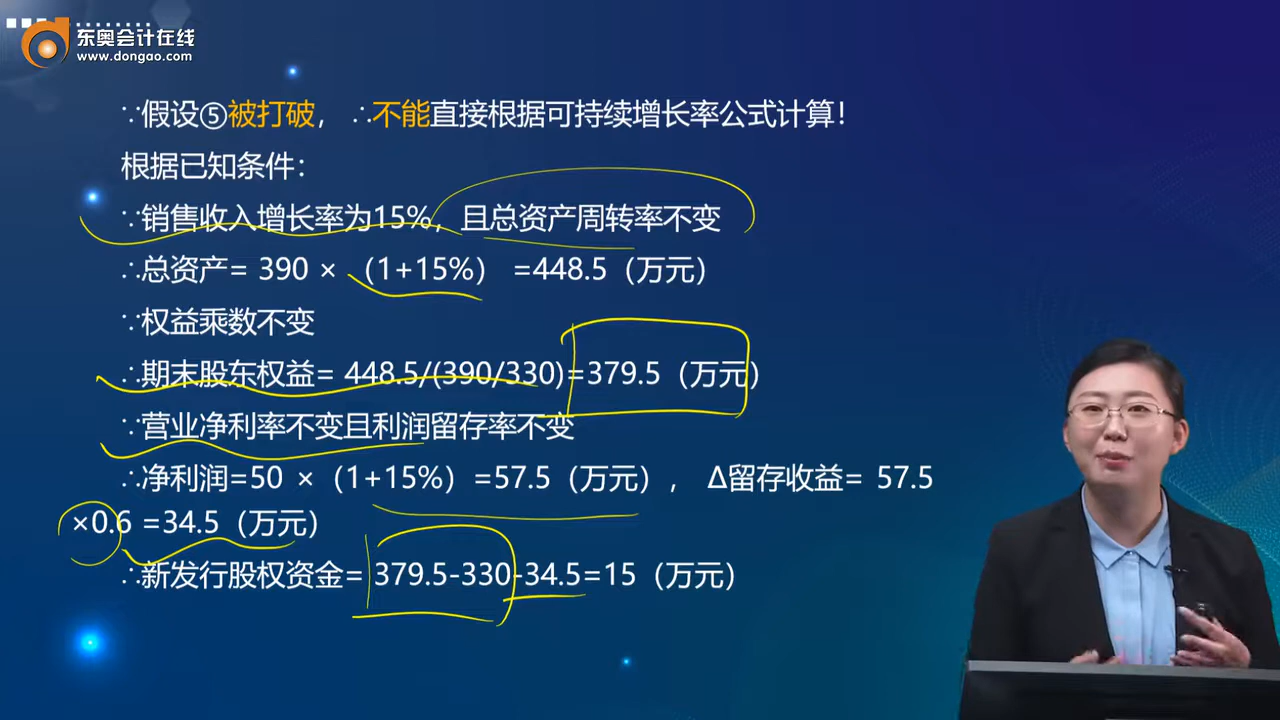 东奥会计在线
www.dongao.com
∵假设⑤被打破，∴不能直接根据可持续增长率公式计算！
根据已知条件：
∵销售收入增长率为15%，且总资产周转率不变
∴总资产= 390 ×（1+15%） =448.5（万元）
∵权益乘数不变
∴期末股东权益= 448.5/(390/330)=379.5（万元）
∵营业净利率不变且利润留存率不变
∴净利润=50 ×（1+15%）=57.5（万元）， Δ留存收益= 57.5
×0.6 =34.5（万元）
∴新发行股权资金= 379.5-330-34.5=15（万元）